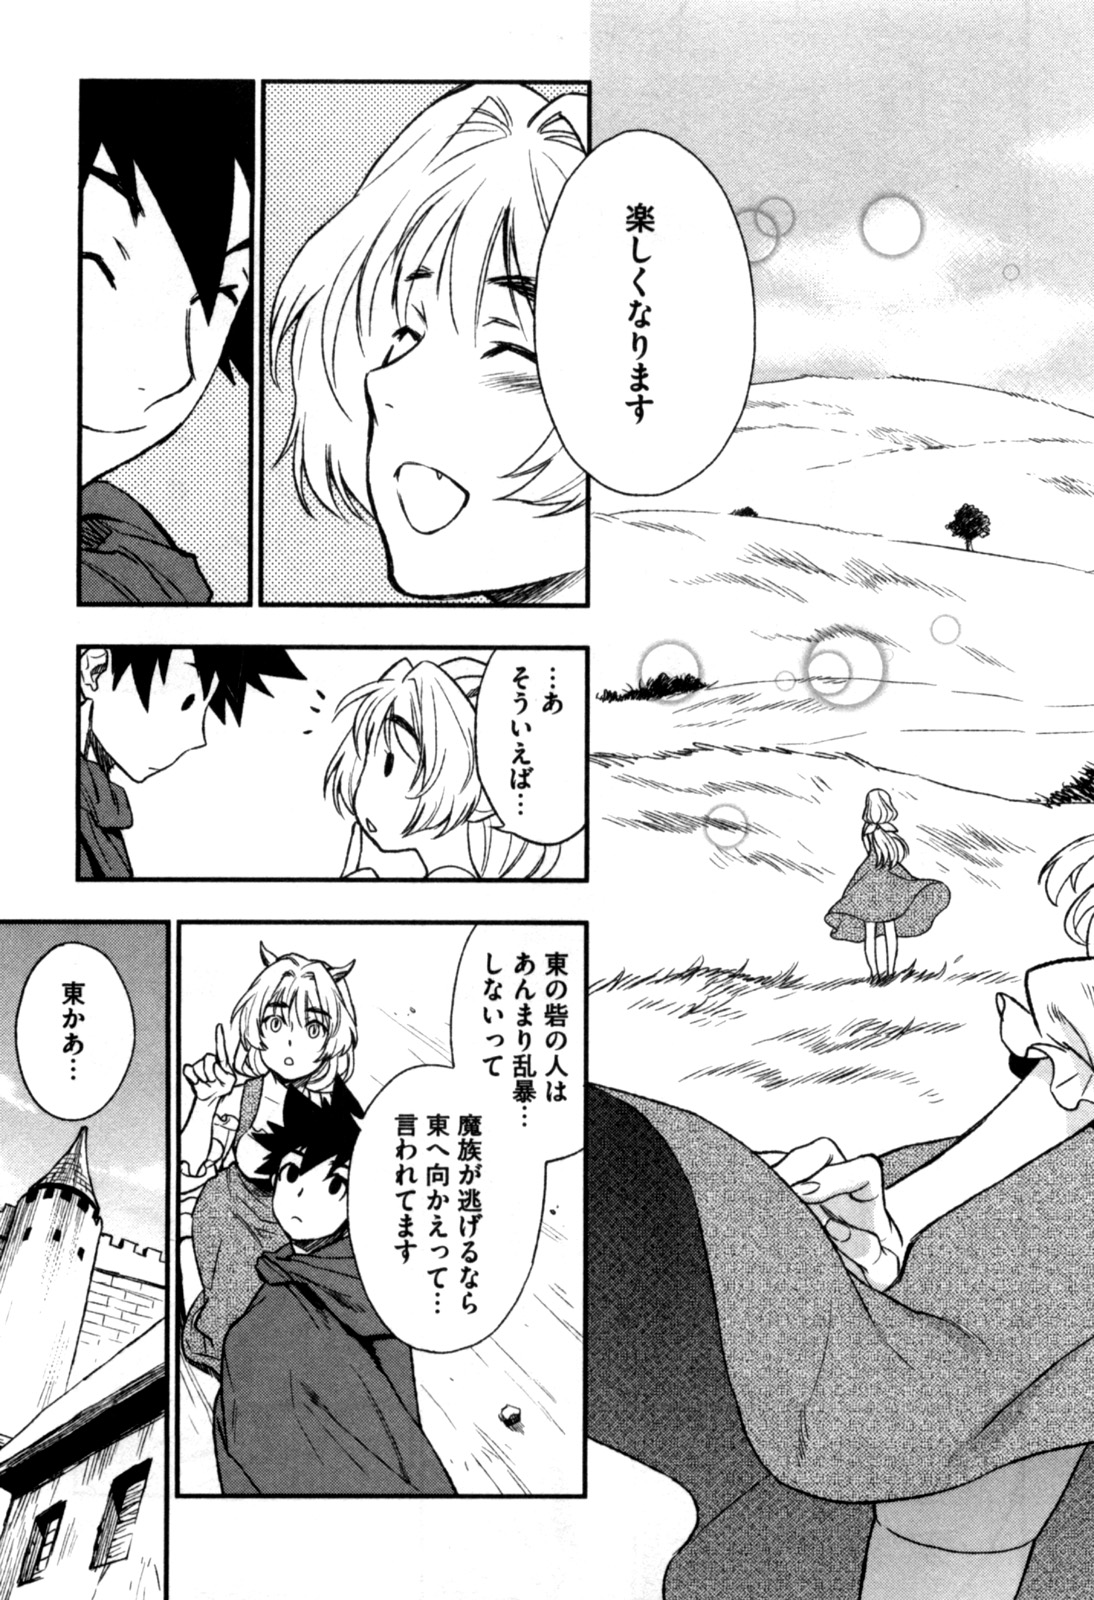 楽しくなります
…あ
そういえば…
東の砦の人は
あんまり乱暴…
しないって
魔族が逃げるなら
東へ向かえって…
言われてます
東かあ…